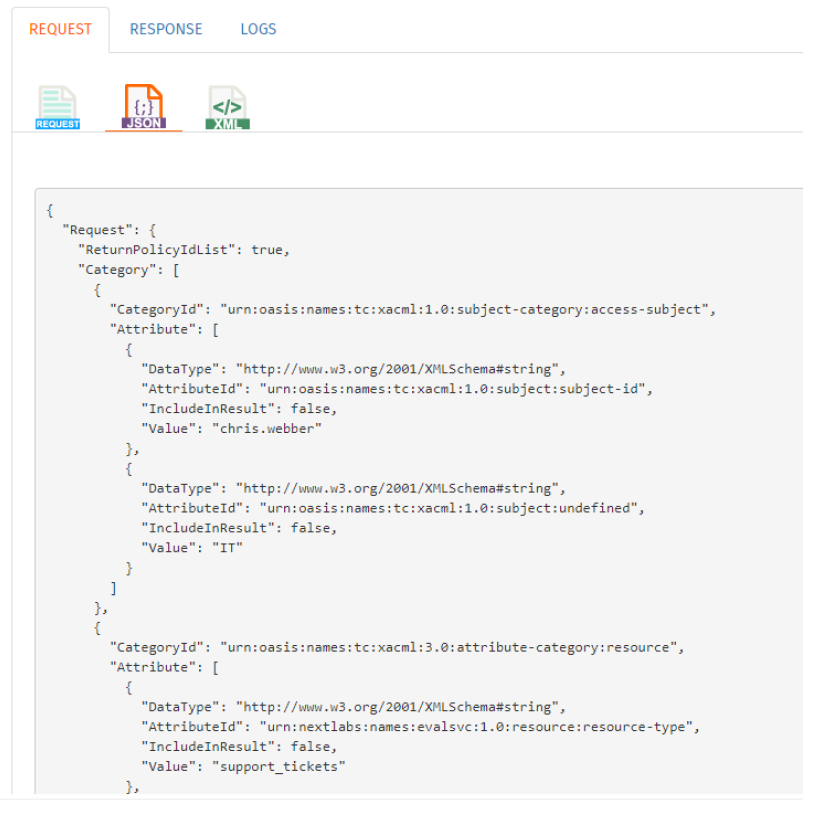 REQUEST RESPONSE LOGS
REQUEST {;} JSON </> XML
{
  "Request": {
    "ReturnPolicyIdList": true,
    "Category": [
      {
        "CategoryId": "urn:oasis:names:tc:xacml:1.0:subject-category:access-subject",
        "Attribute": [
          {
            "DataType": "http://www.w3.org/2001/XMLSchema#string",
            "AttributeId": "urn:oasis:names:tc:xacml:1.0:subject:subject-id",
            "IncludeInResult": false,
            "Value": "chris.webber"
          },
          {
            "DataType": "http://www.w3.org/2001/XMLSchema#string",
            "AttributeId": "urn:oasis:names:tc:xacml:1.0:subject:undefined",
            "IncludeInResult": false,
            "Value": "IT"
          }
        ]
      },
      {
        "CategoryId": "urn:oasis:names:tc:xacml:3.0:attribute-category:resource",
        "Attribute": [
          {
            "DataType": "http://www.w3.org/2001/XMLSchema#string",
            "AttributeId": "urn:nextlabs:names:evalsvc:1.0:resource:resource-type",
            "IncludeInResult": false,
            "Value": "support_tickets"
          },